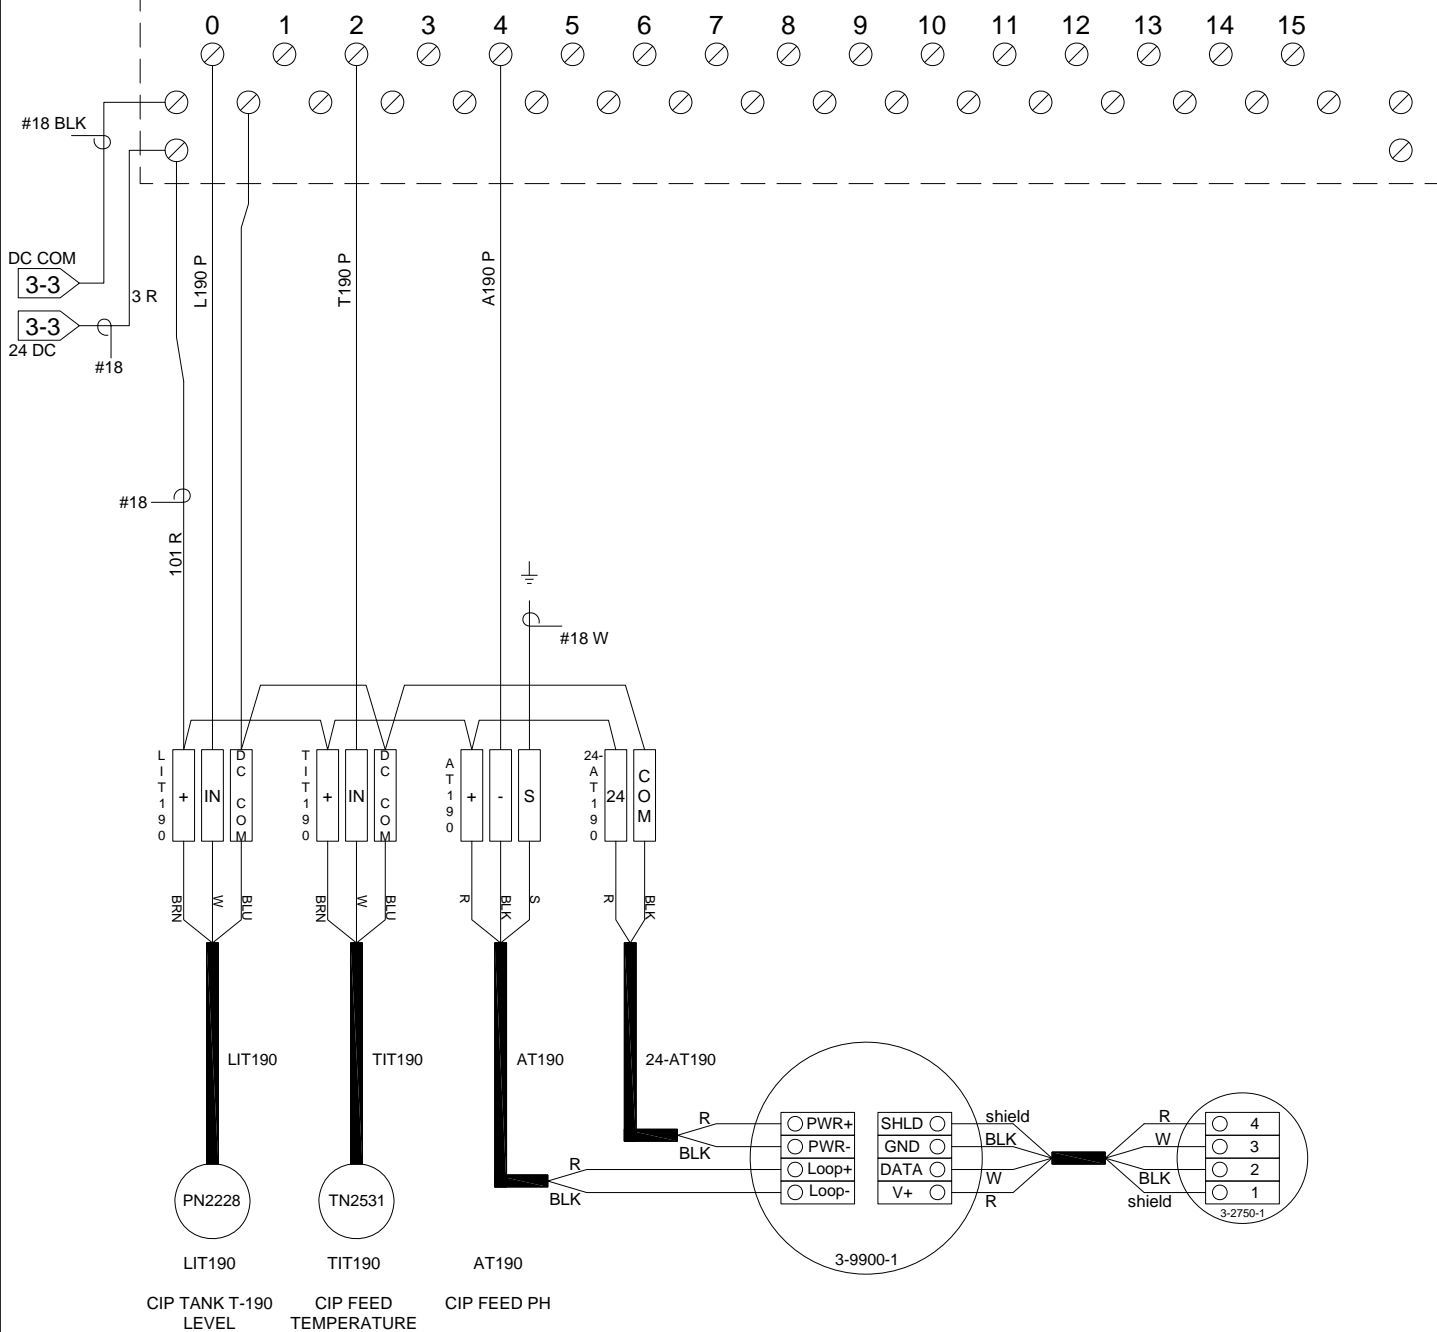 0 1 2 3 4 5 6 7 8 9 10 11 12 13 14 15
#18 BLK
DC COM
3-3
3 R
3-3
24 DC
#18
L190 P
T190 P
A190 P
#18
101 R
#18 W
LIT190
+ IN DC COM
TIT190
+ IN DC COM
AT190
+ - S
24-AT190
24 COM
BRN W BLU
BRN W BLU
R BLK S
R BLK
LIT190
TIT190
AT190
24-AT190
R
BLK
R
BLK
PWR+
PWR-
Loop+
Loop-
SHLD
GND
DATA
V+
shield
BLK
W
R
R
W
BLK
shield
4
3
2
1
3-2750-1
3-9900-1
PN2228
TN2531
LIT190
TIT190
AT190
CIP TANK T-190
LEVEL
CIP FEED
TEMPERATURE
CIP FEED PH